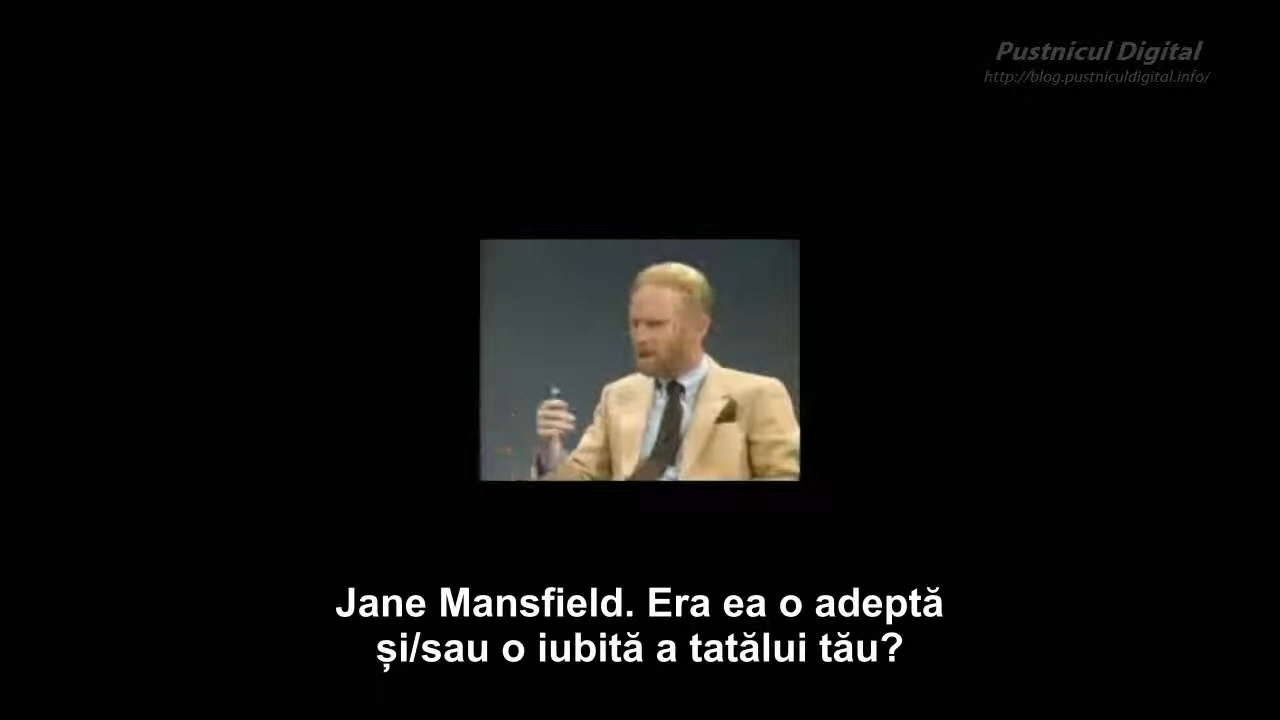 Pustnicul Digital
http://blog.pustniculdigital.info/
Jane Mansfield. Era ea o adeptă
și/sau o iubită a tatălui tău?